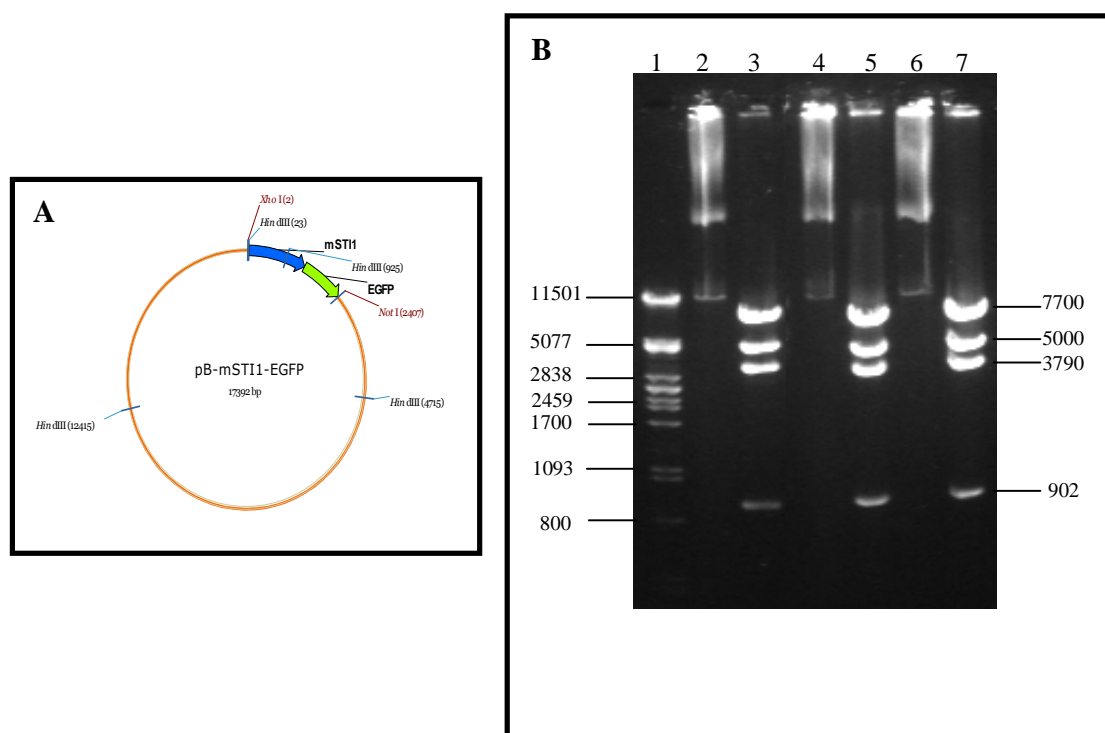 A
Xho I (2)
Hin dIII (23)
mSTI1
Hin dIII (925)
EGFP
Not I (2407)
pB-mSTI1-EGFP
17392 bp
Hin dIII (4715)
Hin dIII (12415)
B
1 2 3 4 5 6 7
11501
5077
2838
2459
1700
1093
800
7700
5000
3790
902